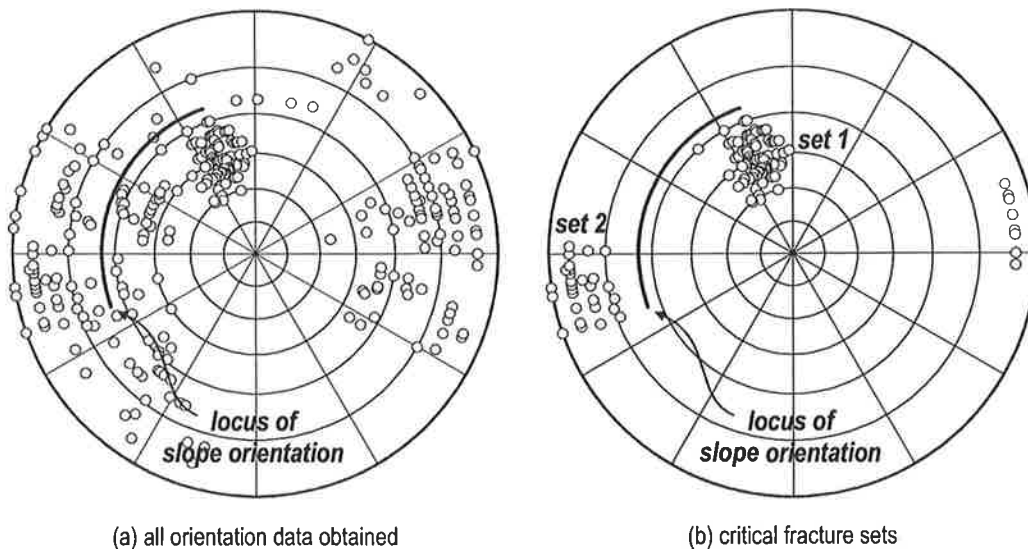 locus of
slope orientation
(a) all orientation data obtained
set 1
set 2
locus of
slope orientation
(b) critical fracture sets